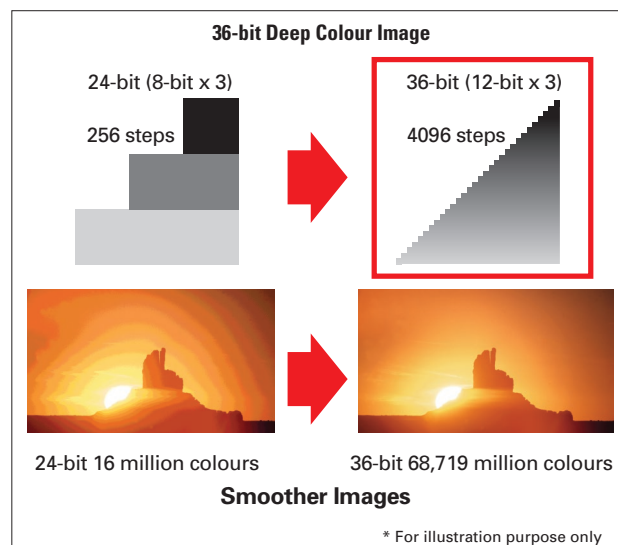 36-bit Deep Colour Image
24-bit (8-bit x 3)
36-bit (12-bit x 3)
256 steps
4096 steps
24-bit 16 million colours
36-bit 68,719 million colours
Smoother Images
* For illustration purpose only